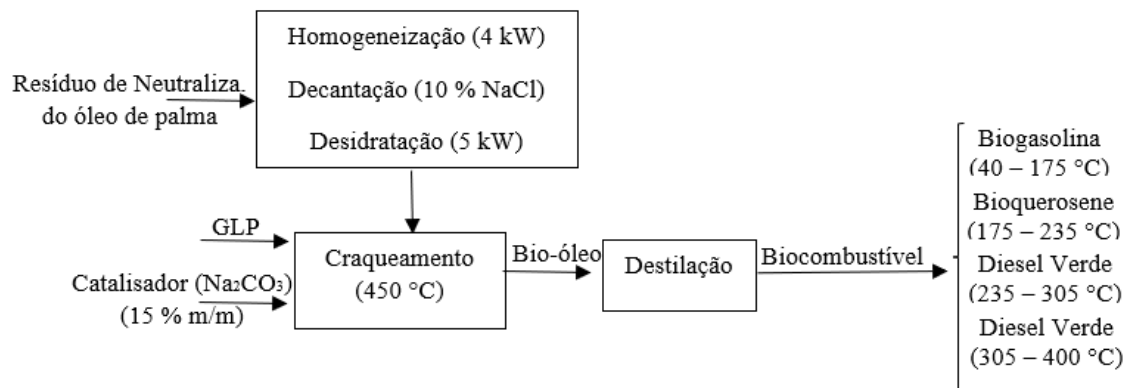 Homogeneização (4 kW)
Decantação (10 % NaCl)
Desidratação (5 kW)
Resíduo de Neutraliza.
do óleo de palma
GLP
Catalisador (Na₂CO₃)
(15 % m/m)
Craqueamento
(450 °C)
Bio-óleo
Destilação
Biocombustível
Biogasolina
(40 – 175 °C)
Bioquerosene
(175 – 235 °C)
Diesel Verde
(235 – 305 °C)
Diesel Verde
(305 – 400 °C)